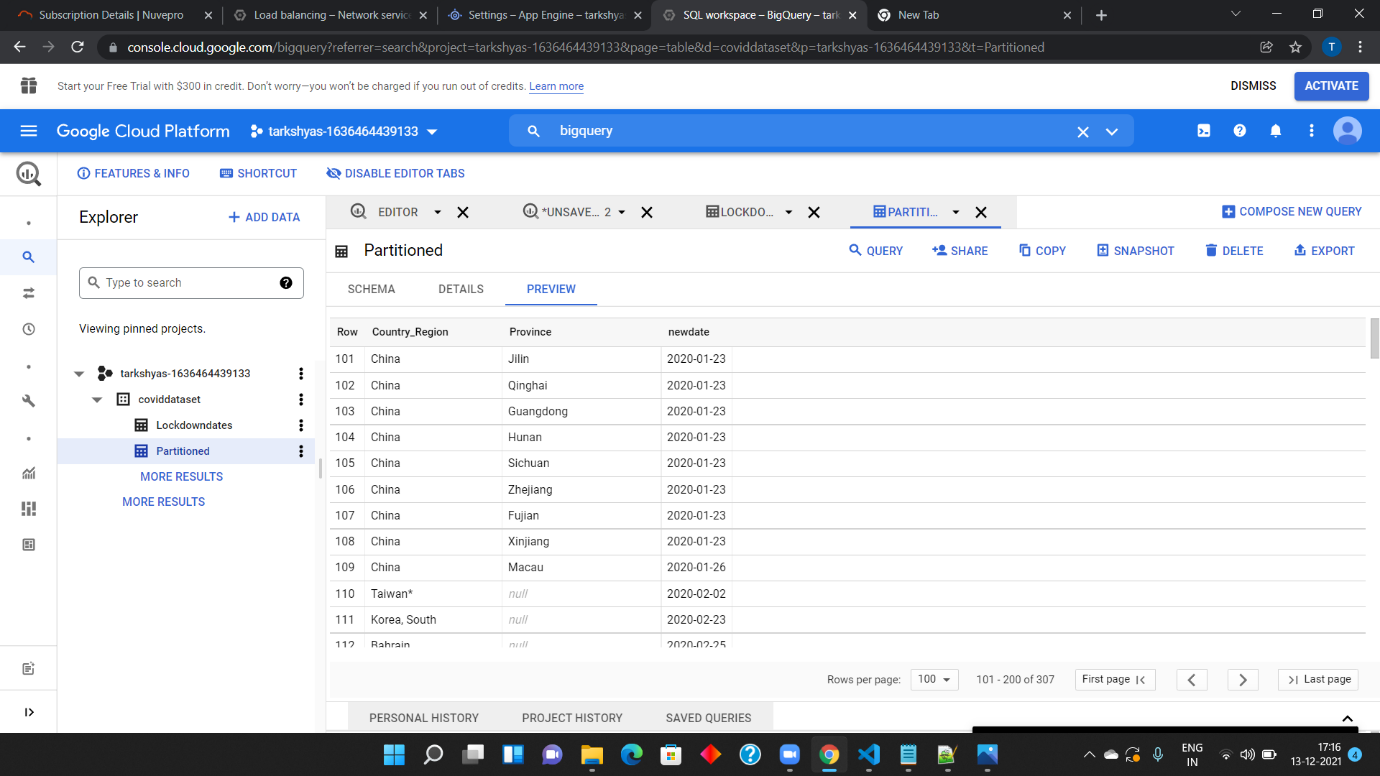 Subscription Details | Nuvepro
Load balancing – Network servic
Settings – App Engine – tarkshya
SQL workspace – BigQuery – tark
New Tab
console.cloud.google.com/bigquery?referrer=search&project=tarkshyas-1636464439133&page=table&d=coviddataset&p=tarkshyas-1636464439133&t=Partitioned
T
Start your Free Trial with $300 in credit. Don't worry—you won't be charged if you run out of credits. Learn more
DISMISS
ACTIVATE
Google Cloud Platform
tarkshyas-1636464439133
bigquery
FEATURES & INFO
SHORTCUT
DISABLE EDITOR TABS
Explorer
+ ADD DATA
EDITOR
*UNSAVE... 2
LOCKDO...
PARTITI...
COMPOSE NEW QUERY
Partitioned
QUERY
SHARE
COPY
SNAPSHOT
DELETE
EXPORT
Type to search
SCHEMA
DETAILS
PREVIEW
Viewing pinned projects.
tarkshyas-1636464439133
coviddataset
Lockdowndates
Partitioned
MORE RESULTS
MORE RESULTS
Row Country_Region Province newdate
101 China Jilin 2020-01-23
102 China Qinghai 2020-01-23
103 China Guangdong 2020-01-23
104 China Hunan 2020-01-23
105 China Sichuan 2020-01-23
106 China Zhejiang 2020-01-23
107 China Fujian 2020-01-23
108 China Xinjiang 2020-01-23
109 China Macau 2020-01-26
110 Taiwan* null 2020-02-02
111 Korea, South null 2020-02-23
112 Bahrain null 2020-02-25
Rows per page: 100 101 - 200 of 307 First page Last page
PERSONAL HISTORY
PROJECT HISTORY
SAVED QUERIES
ENG
IN
17:16
13-12-2021
4